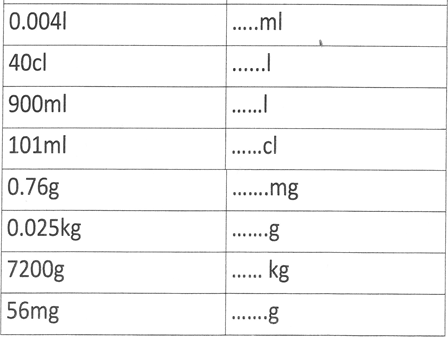 0.004l .....ml
40cl ......l
900ml ......l
101ml ......cl
0.76g .......mg
0.025kg .......g
7200g ...... kg
56mg .......g